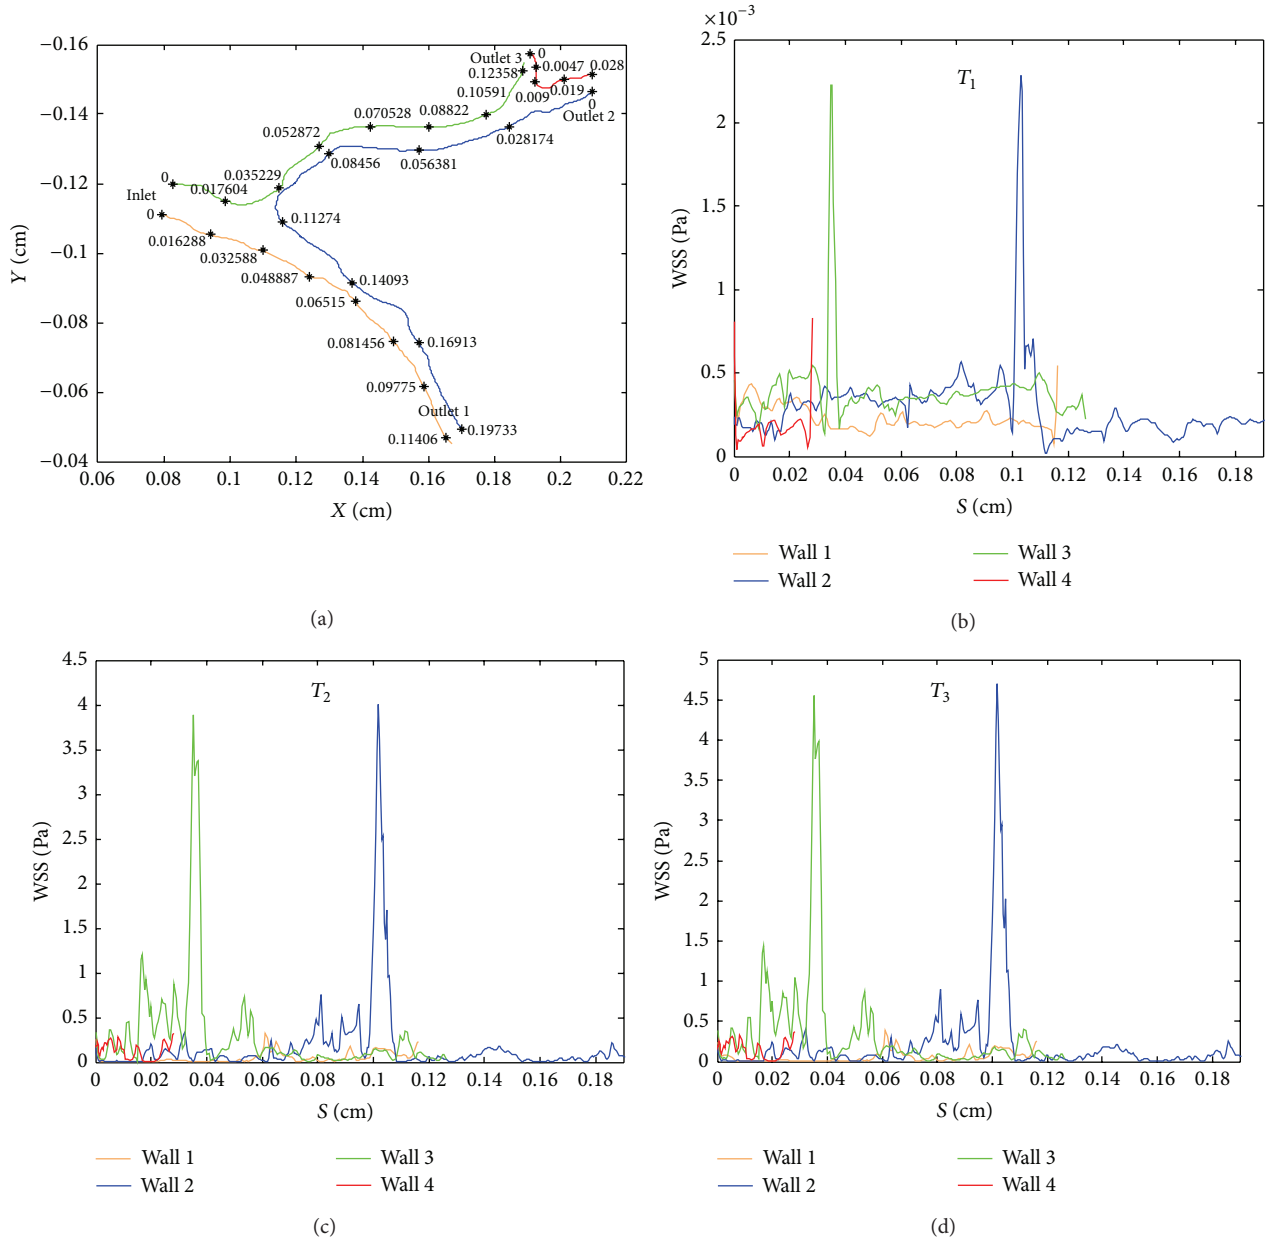 −0.16
−0.14
−0.12
−0.1
−0.08
−0.06
−0.04
Y (cm)
0.06 0.08 0.1 0.12 0.14 0.16 0.18 0.2 0.22
X (cm)
Outlet 3
0
0.12358
0.0047
0.028
0.10591
0.009
0.019
0
Outlet 2
0.070528
0.08822
0.028174
0.052872
0.08456
0.056381
0.035229
0
0.017604
Inlet
0
0.11274
0.016288
0.032588
0.048887
0.14093
0.06515
0.081456
0.16913
0.09775
Outlet 1
0.19733
0.11406
(a)
×10−3
2.5
2
1.5
1
0.5
0
WSS (Pa)
T1
0 0.02 0.04 0.06 0.08 0.1 0.12 0.14 0.16 0.18
S (cm)
Wall 1
Wall 2
Wall 3
Wall 4
(b)
4.5
4
3.5
3
2.5
2
1.5
1
0.5
0
WSS (Pa)
T2
0 0.02 0.04 0.06 0.08 0.1 0.12 0.14 0.16 0.18
S (cm)
Wall 1
Wall 2
Wall 3
Wall 4
(c)
5
4.5
4
3.5
3
2.5
2
1.5
1
0.5
0
WSS (Pa)
T3
0 0.02 0.04 0.06 0.08 0.1 0.12 0.14 0.16 0.18
S (cm)
Wall 1
Wall 2
Wall 3
Wall 4
(d)